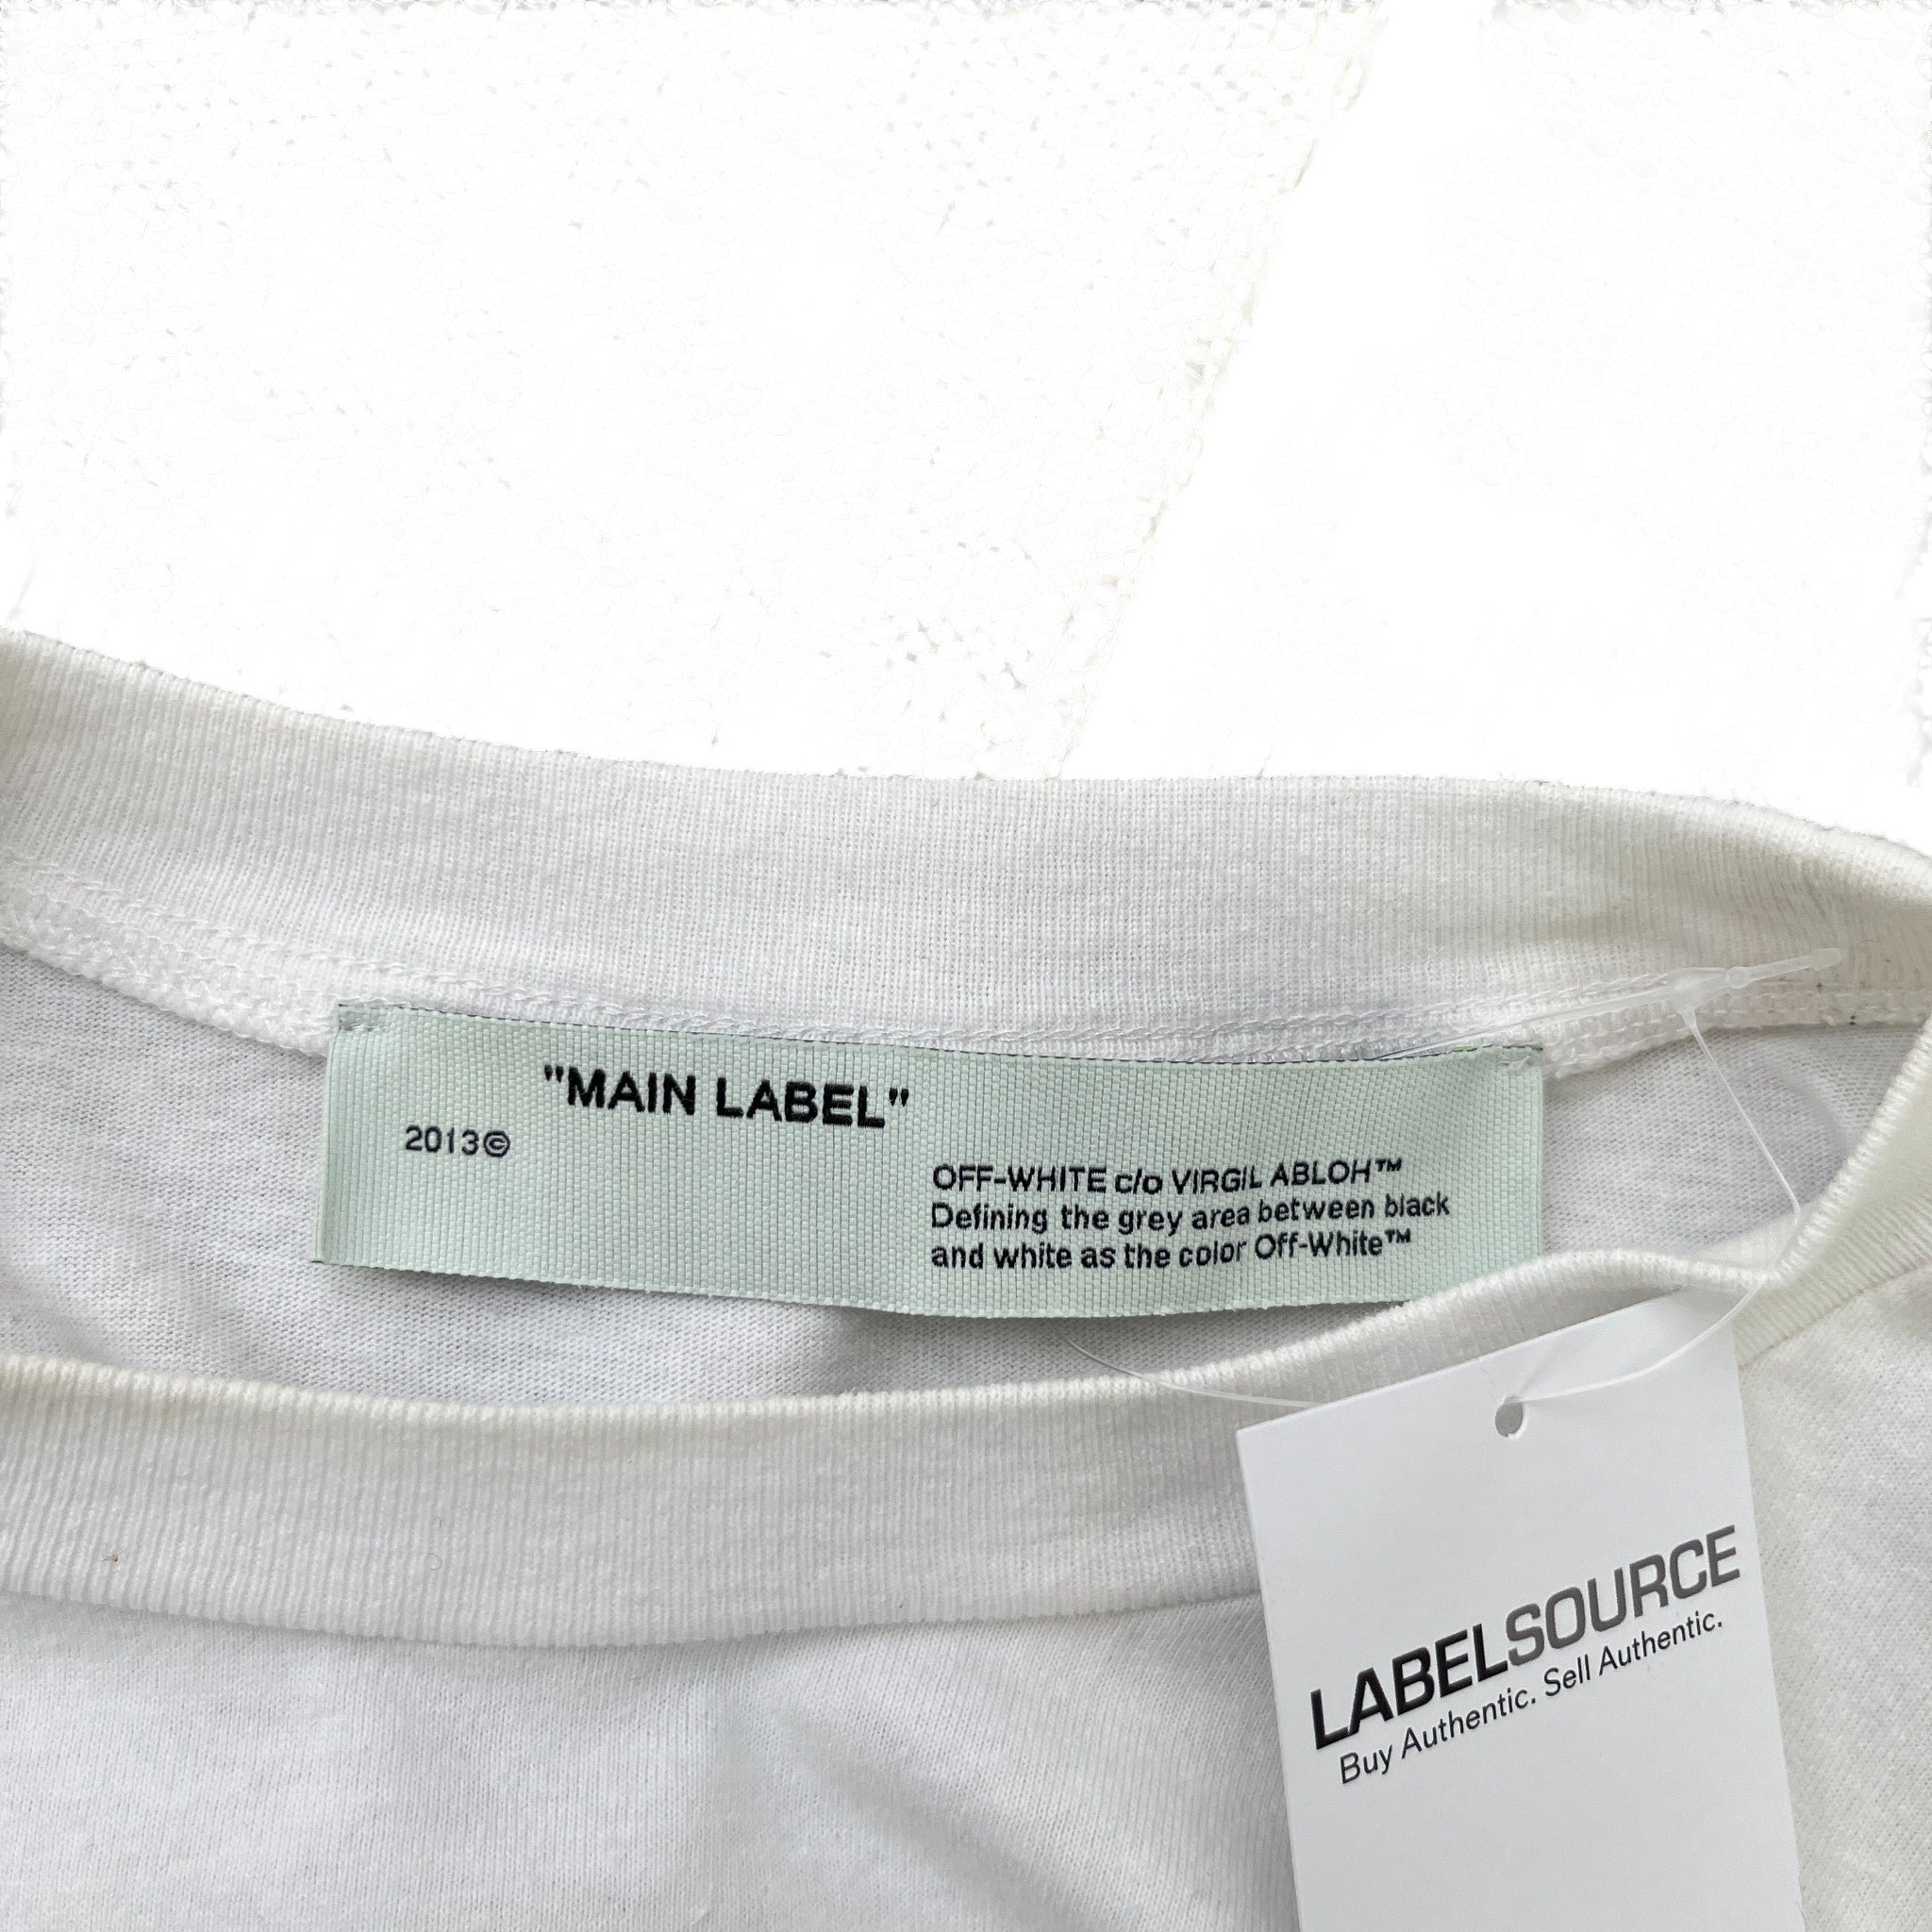 "MAIN LABEL"
2013©
OFF-WHITE c/o VIRGIL ABLOH™
Defining the grey area between black
and white as the color Off-White™
LABELSOURCE
Buy Authentic. Sell Authentic.